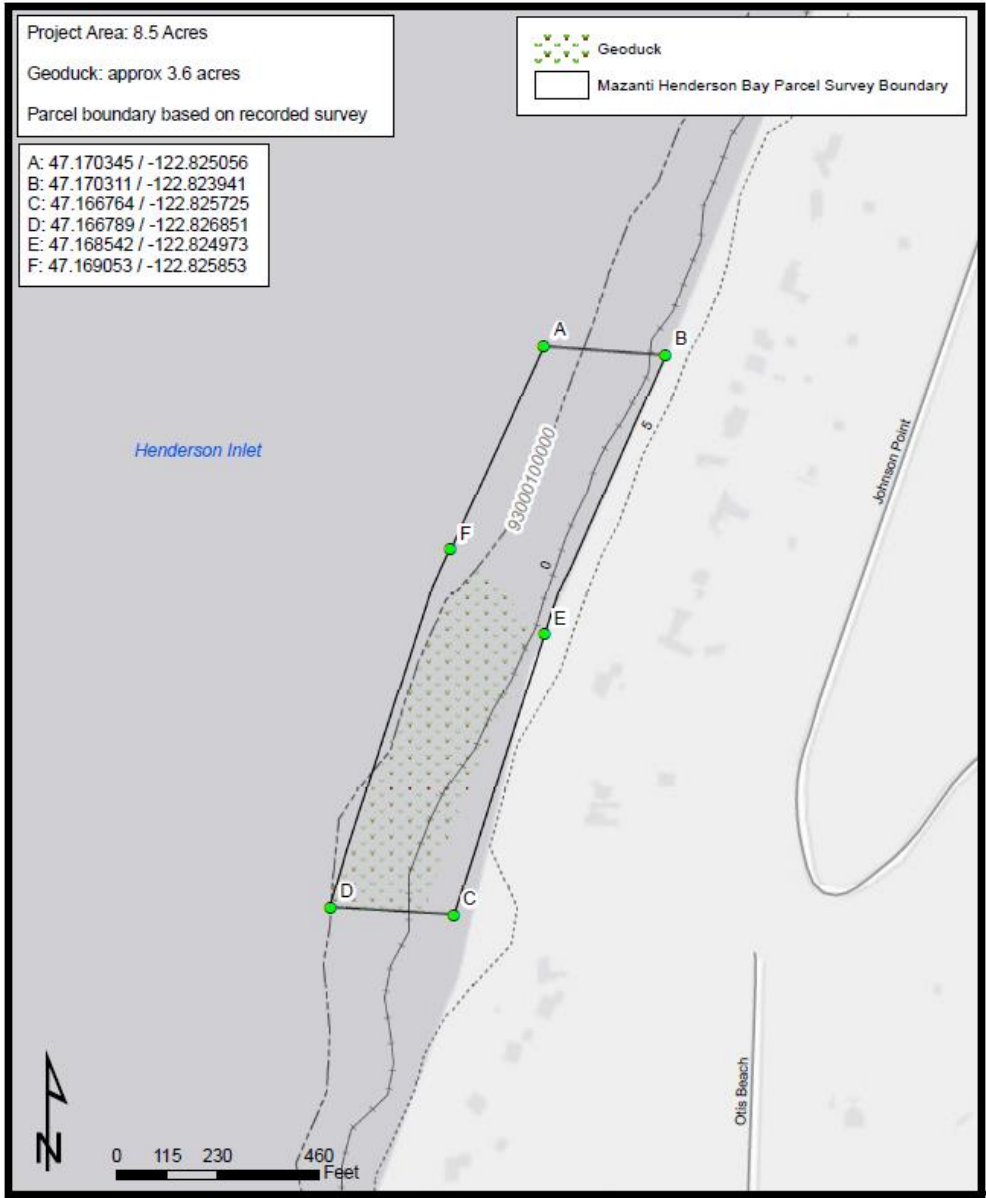 Project Area: 8.5 Acres
Geoduck: approx 3.6 acres
Parcel boundary based on recorded survey
Geoduck
Mazanti Henderson Bay Parcel Survey Boundary
A: 47.170345 / -122.825056
B: 47.170311 / -122.823941
C: 47.166764 / -122.825725
D: 47.166789 / -122.826851
E: 47.168542 / -122.824973
F: 47.169053 / -122.825853
A
B
Henderson Inlet
5
Johnson Point
93000100000
F
0
E
D
C
Otis Beach
N
0 115 230 460
Feet